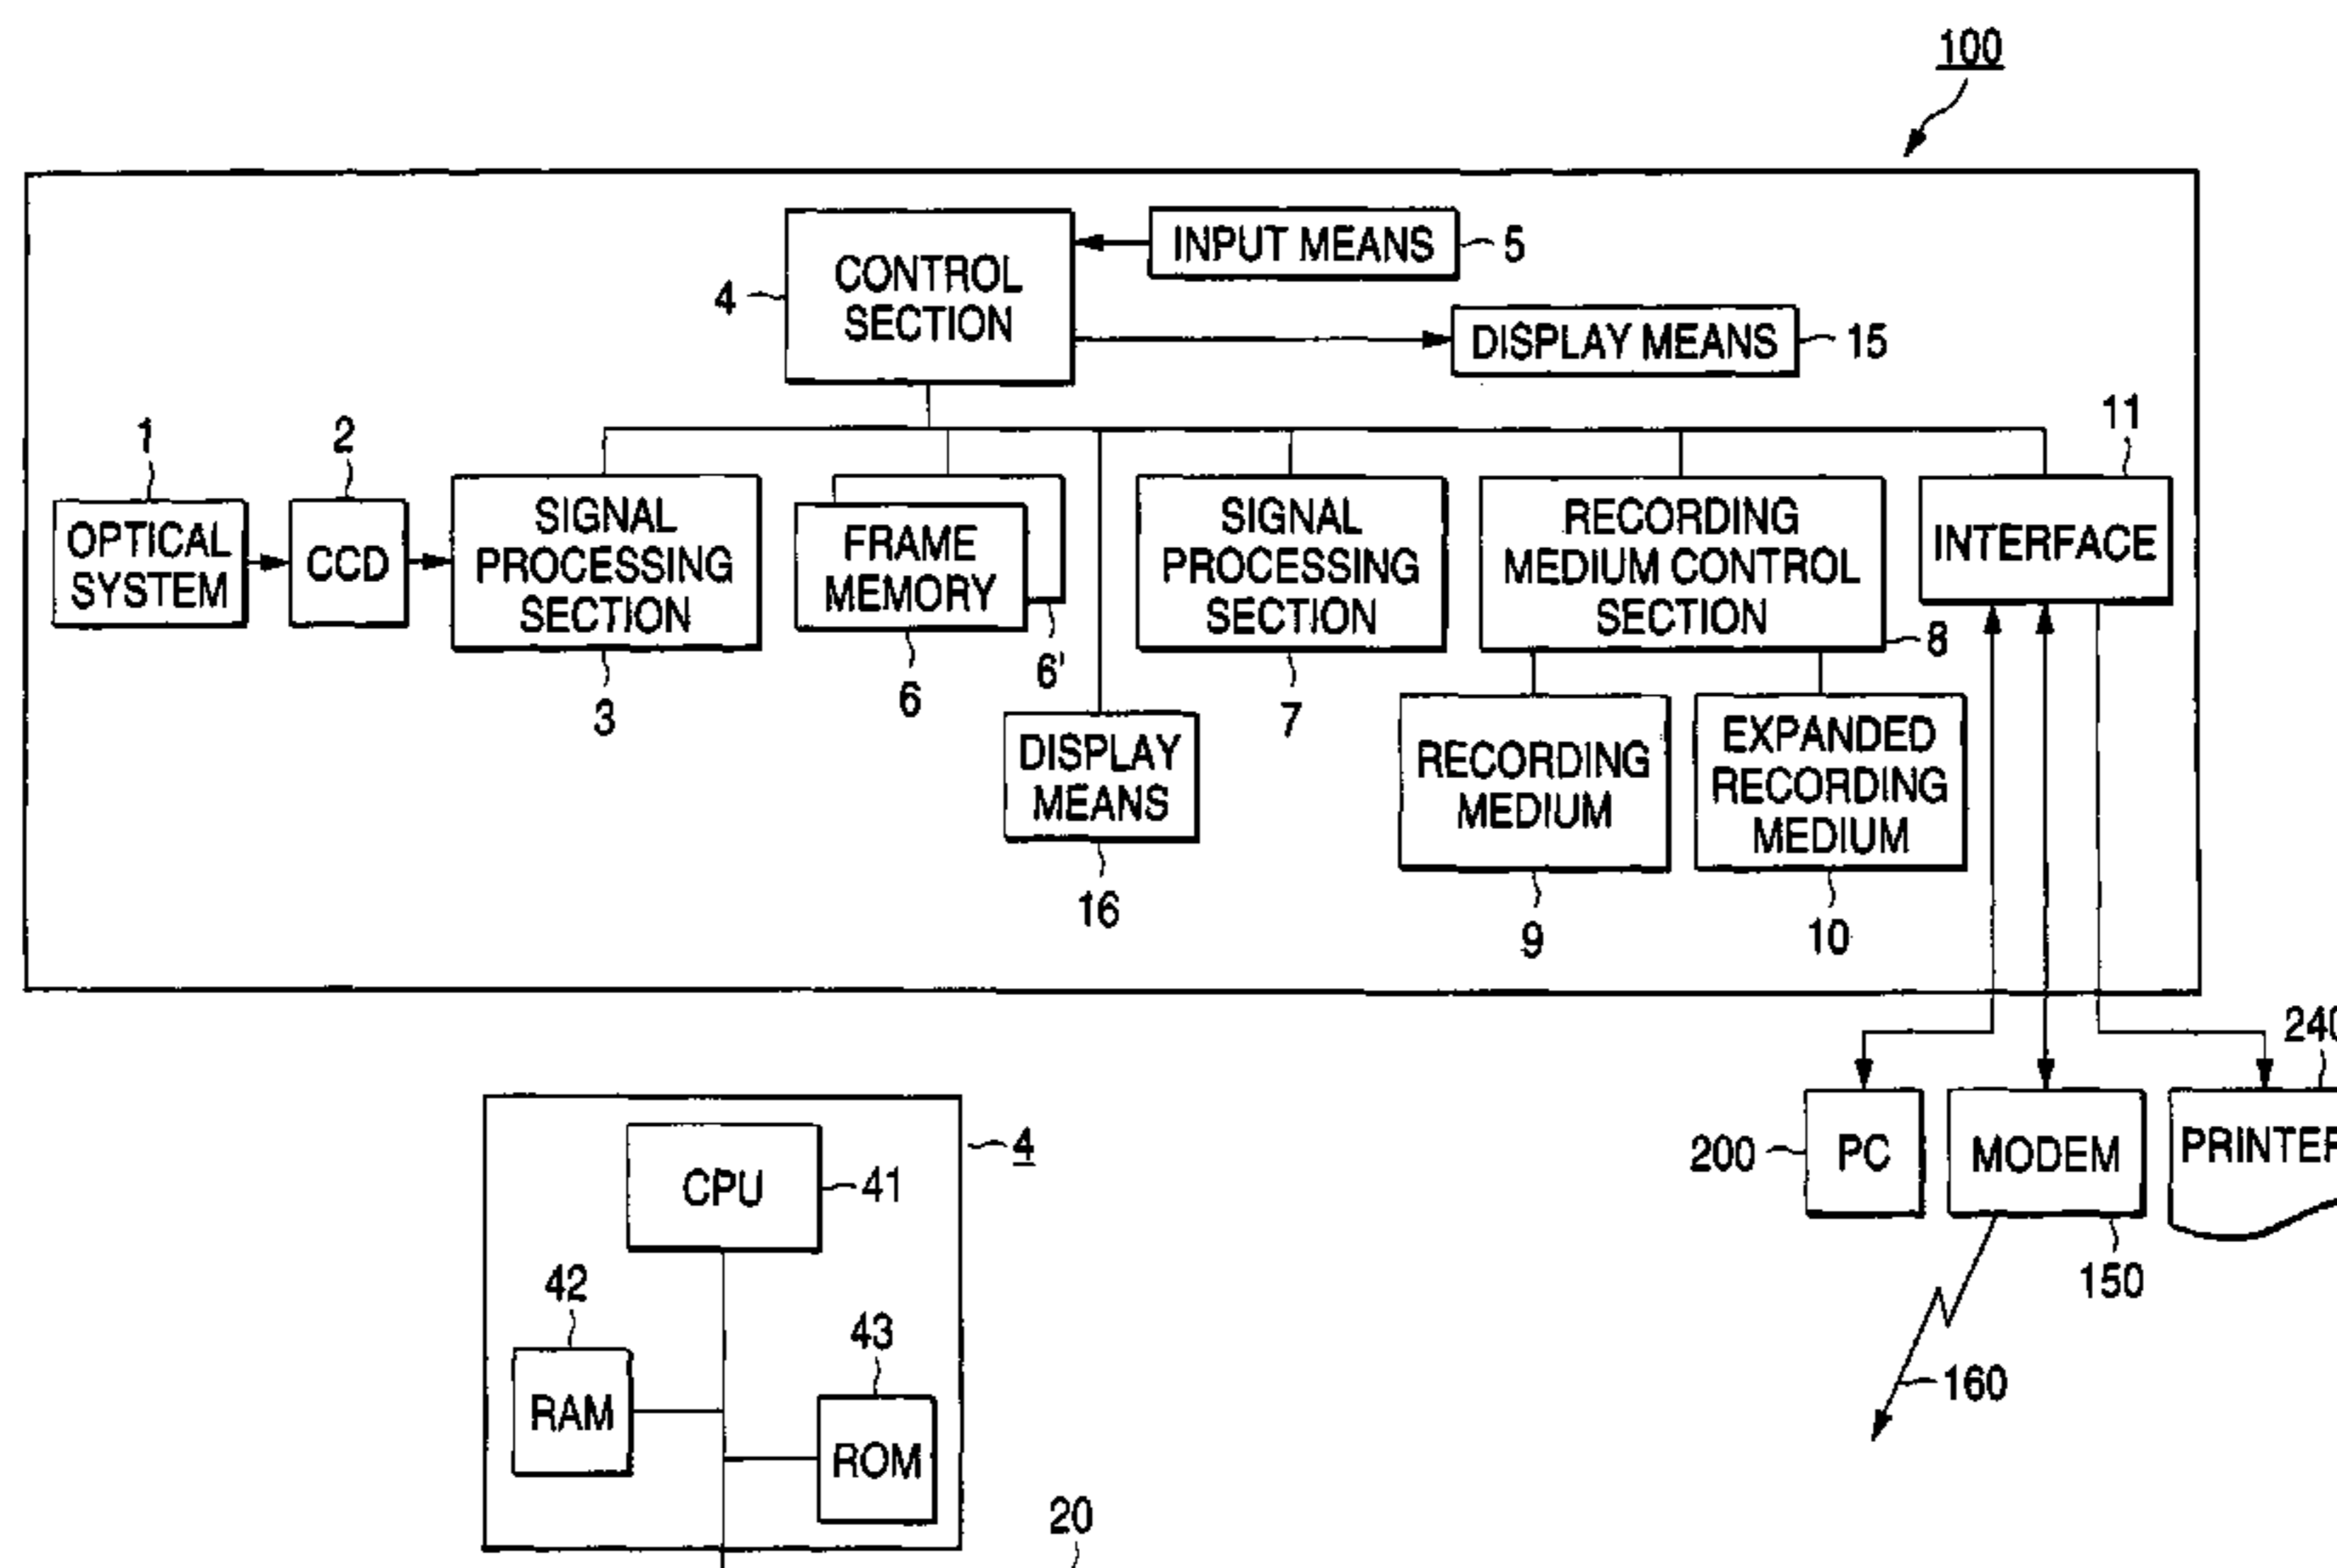 100
CONTROL
SECTION
4
INPUT MEANS
5
DISPLAY MEANS
15
1
OPTICAL
SYSTEM
2
CCD
SIGNAL
PROCESSING
SECTION
3
FRAME
MEMORY
6
6'
DISPLAY
MEANS
16
SIGNAL
PROCESSING
SECTION
7
RECORDING
MEDIUM CONTROL
SECTION
8
RECORDING
MEDIUM
9
EXPANDED
RECORDING
MEDIUM
10
11
INTERFACE
200
PC
MODEM
150
160
240
PRINTER
4
CPU
41
42
RAM
43
ROM
20